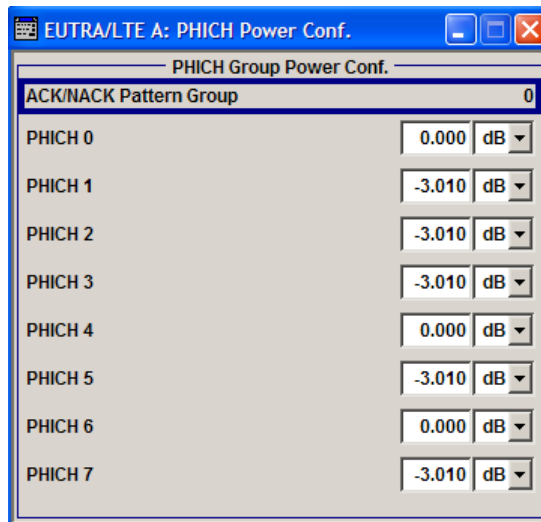 EUTRA/LTE A: PHICH Power Conf.
PHICH Group Power Conf.
ACK/NACK Pattern Group 0
PHICH 0 0.000 dB
PHICH 1 -3.010 dB
PHICH 2 -3.010 dB
PHICH 3 -3.010 dB
PHICH 4 0.000 dB
PHICH 5 -3.010 dB
PHICH 6 0.000 dB
PHICH 7 -3.010 dB